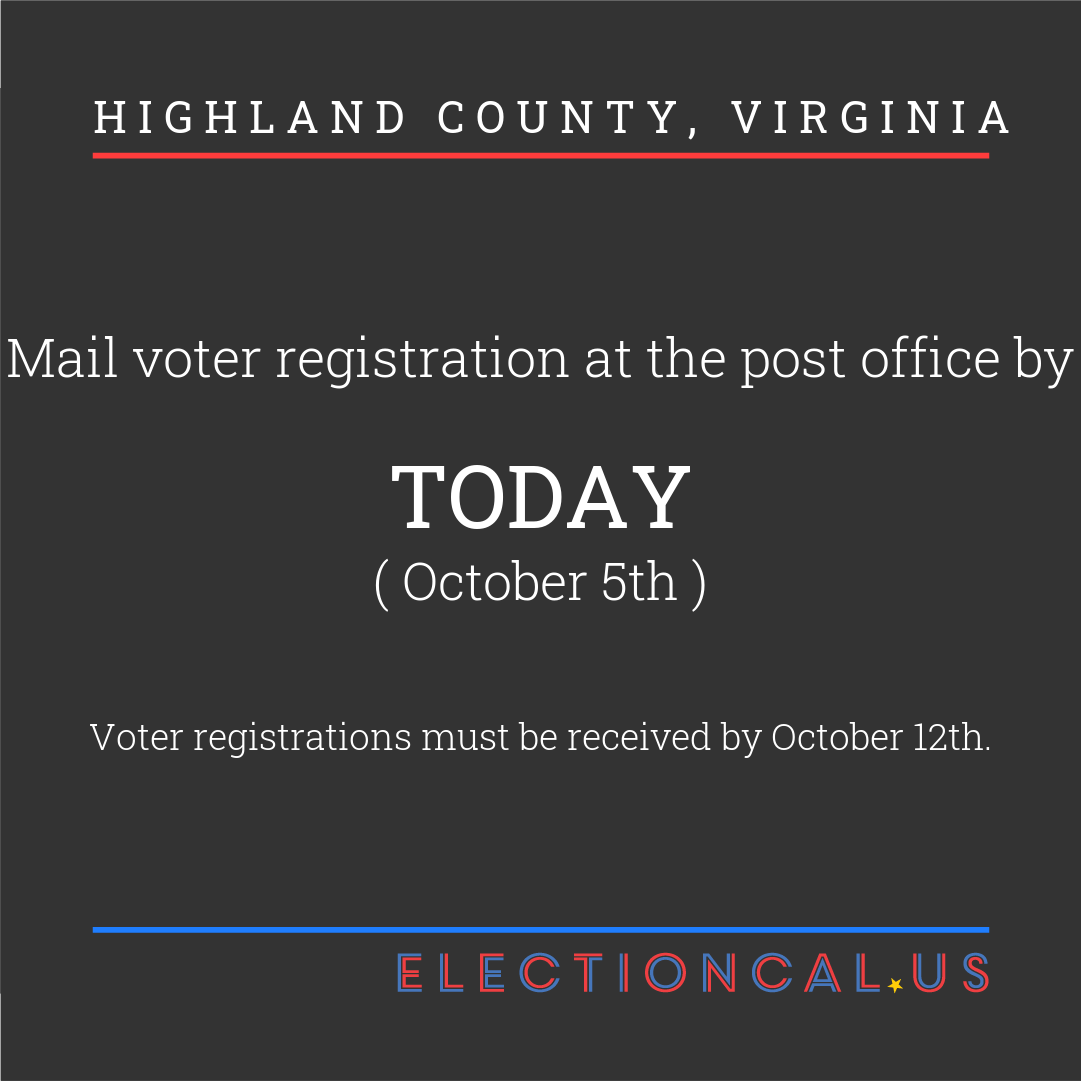 HIGHLAND COUNTY, VIRGINIA
Mail voter registration at the post office by
TODAY
( October 5th )
Voter registrations must be received by October 12th.
ELECTIONCAL.US